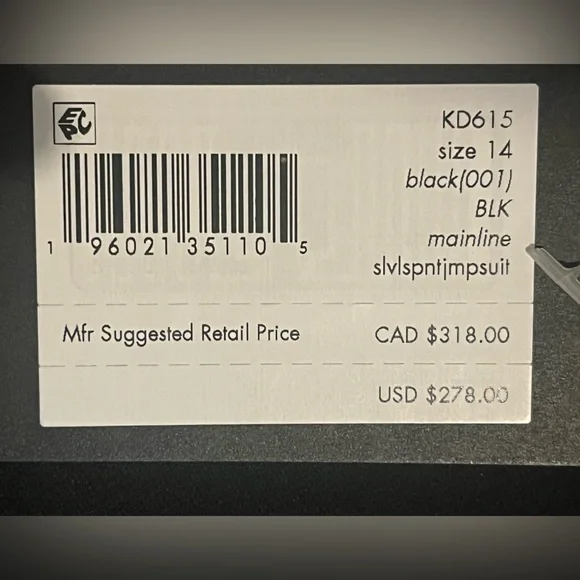 EPC
KD615
size 14
black(001)
BLK
mainline
slvlspntjmpsuit
1 96021 35110 5
Mfr Suggested Retail Price CAD $318.00
USD $278.00